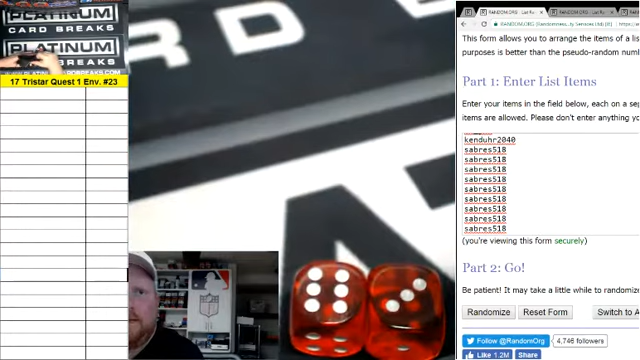 PLATINUM
CARD BREAKS
PLATINUM
17 Tristar Quest 1 Env. #23
RD
This form allows you to arrange the items of a lis
purposes is better than the pseudo-random num
Part 1: Enter List Items
Enter your items in the field below, each on a sep
items are allowed. Please don't enter anything yo
kenduhr2040
sabres518
sabres518
sabres518
sabres518
sabres518
sabres518
sabres518
sabres518
sabres518
(you're viewing this form securely)
Part 2: Go!
Be patient! It may take a little while to randomize
Randomize
Reset Form
Switch to A
Follow @RandomOrg
4,746 followers
Like 1.2M
Share